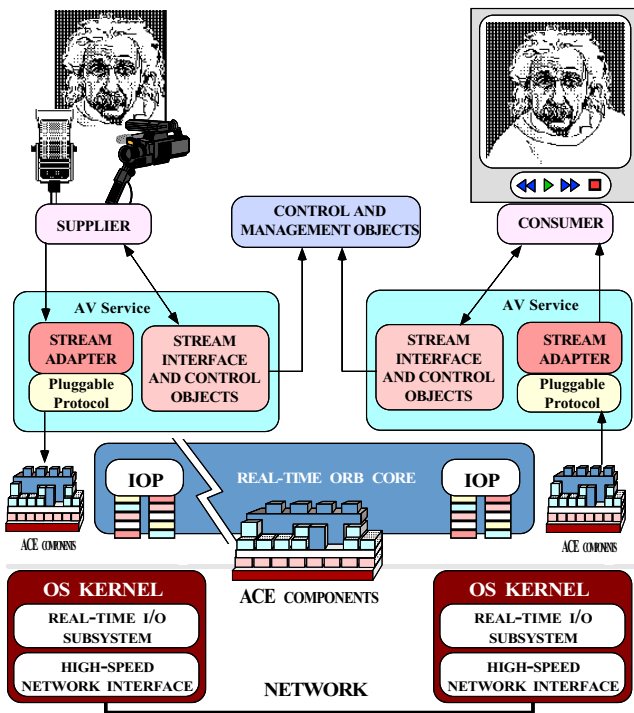 SUPPLIER
CONTROL AND
MANAGEMENT OBJECTS
CONSUMER
AV Service
STREAM
ADAPTER
Pluggable
Protocol
STREAM
INTERFACE
AND CONTROL
OBJECTS
AV Service
STREAM
INTERFACE
AND CONTROL
OBJECTS
STREAM
ADAPTER
Pluggable
Protocol
IOP
REAL-TIME ORB CORE
IOP
ACE COMPONENTS
ACE COMPONENTS
ACE COMPONENTS
OS KERNEL
REAL-TIME I/O
SUBSYSTEM
HIGH-SPEED
NETWORK INTERFACE
NETWORK
OS KERNEL
REAL-TIME I/O
SUBSYSTEM
HIGH-SPEED
NETWORK INTERFACE